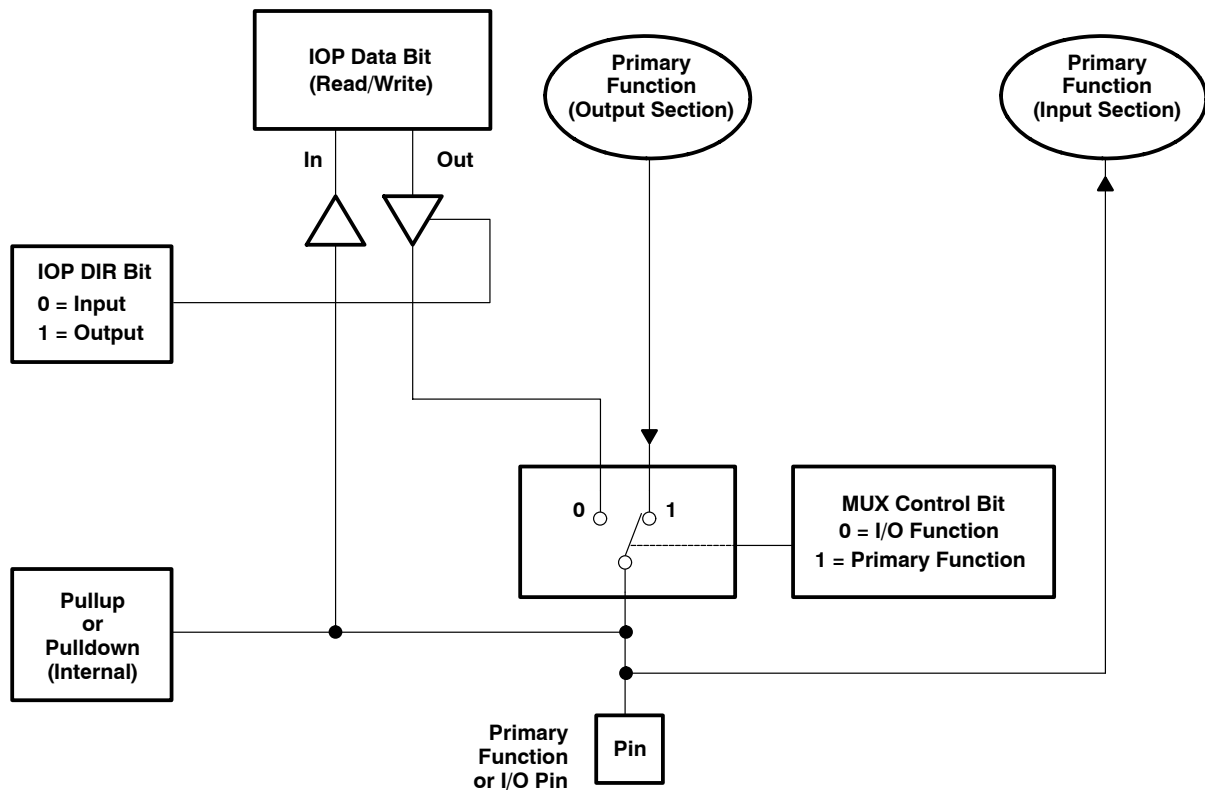 IOP Data Bit
(Read/Write)
Primary
Function
(Output Section)
Primary
Function
(Input Section)
In
Out
IOP DIR Bit
0 = Input
1 = Output
0
1
MUX Control Bit
0 = I/O Function
1 = Primary Function
Pullup
or
Pulldown
(Internal)
Primary
Function
or I/O Pin
Pin